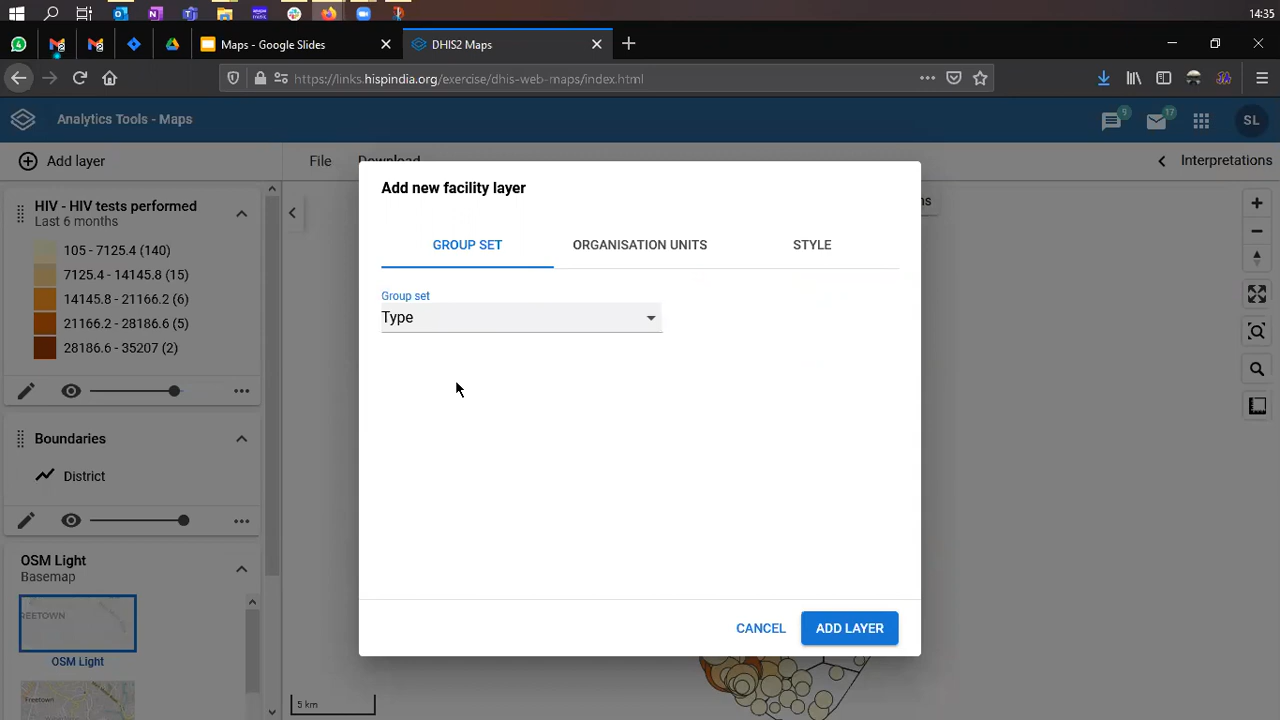 14:35
Maps - Google Slides
DHIS2 Maps
https://links.hispindia.org/exercise/dhis-web-maps/index.html
Analytics Tools - Maps
9
17
SL
Add layer
File
Download
Interpretations
HIV - HIV tests performed
Last 6 months
105 - 7125.4 (140)
7125.4 - 14145.8 (15)
14145.8 - 21166.2 (6)
21166.2 - 28186.6 (5)
28186.6 - 35207 (2)
Boundaries
District
OSM Light
Basemap
REETOWN
OSM Light
Freetown
Add new facility layer
GROUP SET
ORGANISATION UNITS
STYLE
Group set
Type
CANCEL
ADD LAYER
5 km